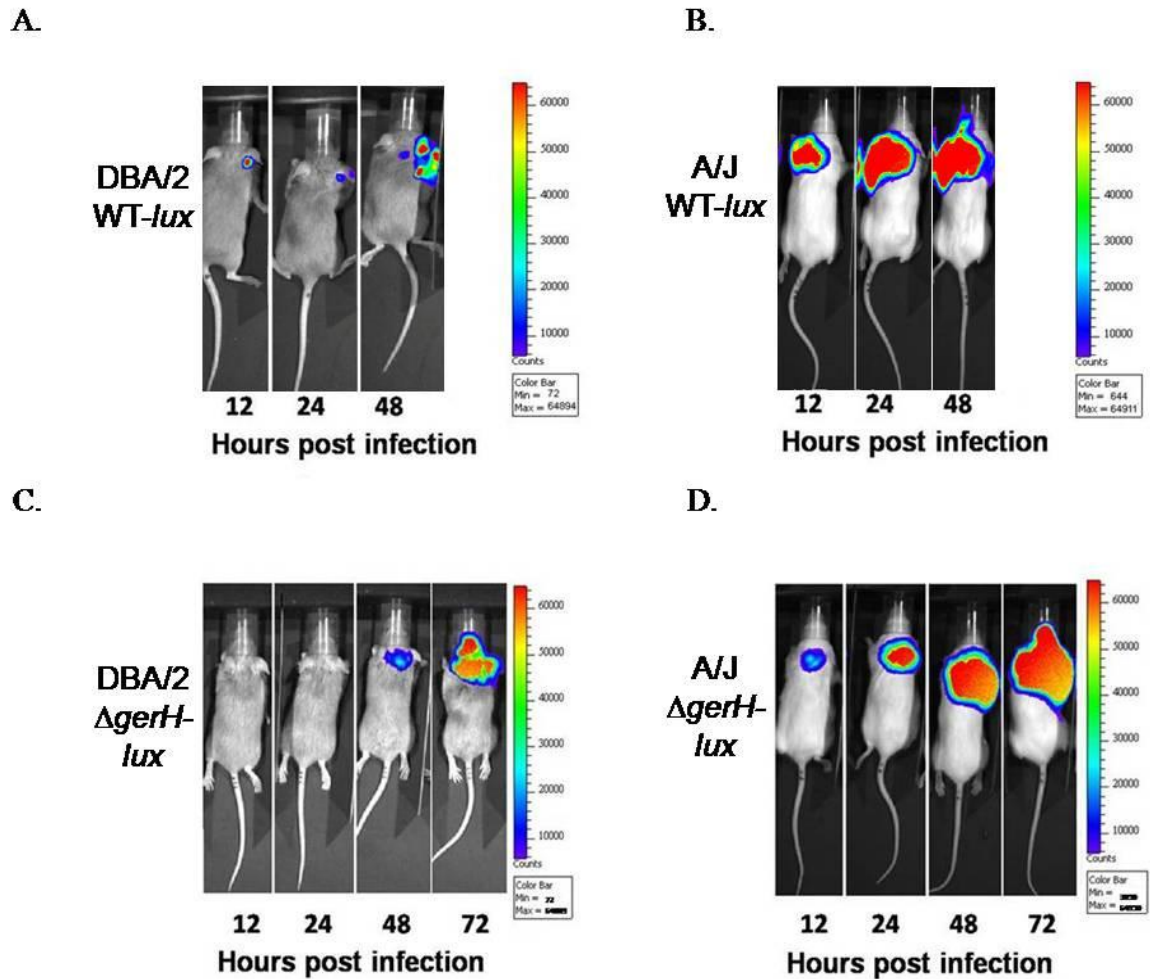 A.
DBA/2
WT-lux
60000
50000
40000
30000
20000
10000
Counts
Color Bar
Min = 72
Max = 64894
12 24 48
Hours post infection
B.
A/J
WT-lux
60000
50000
40000
30000
20000
10000
Counts
Color Bar
Min = 644
Max = 64911
12 24 48
Hours post infection
C.
DBA/2
ΔgerH-
lux
60000
50000
40000
30000
20000
10000
Counts
Color Bar
Min = 72
Max =
12 24 48 72
Hours post infection
D.
A/J
ΔgerH-
lux
60000
50000
40000
30000
20000
10000
Counts
Color Bar
Min =
Max =
12 24 48 72
Hours post infection